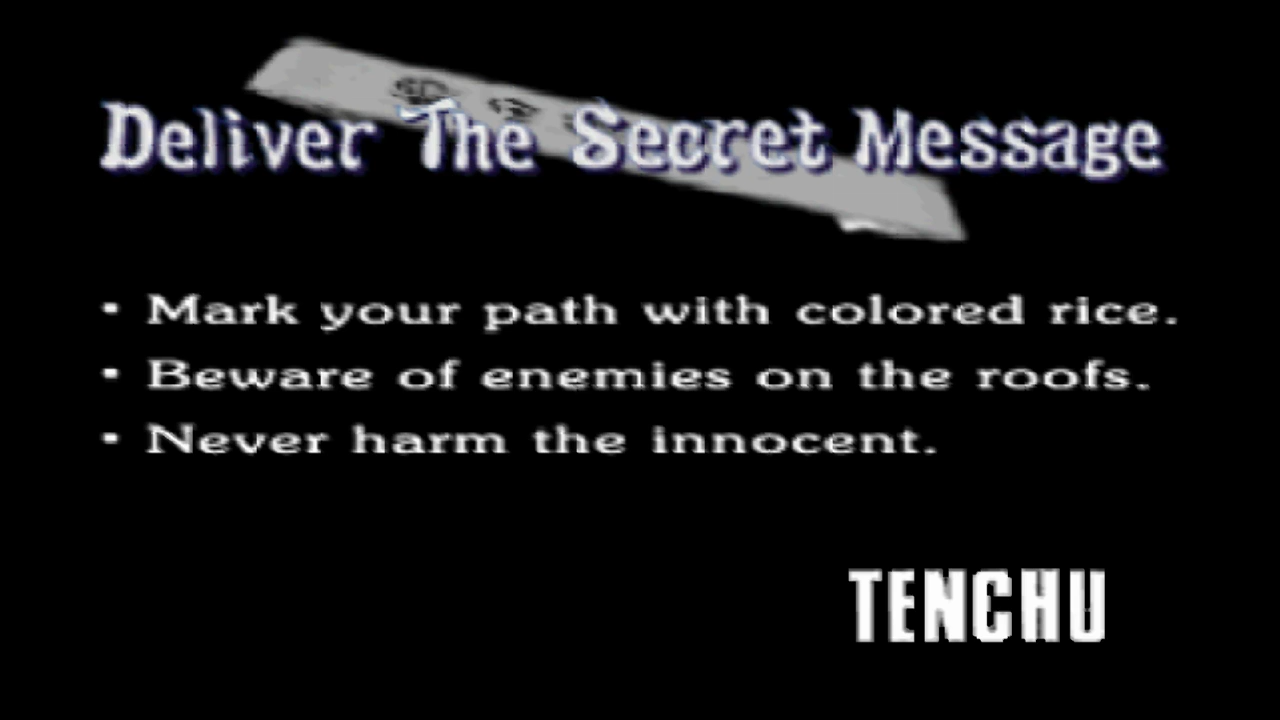 Deliver The Secret Message
• Mark your path with colored rice.
• Beware of enemies on the roofs.
• Never harm the innocent.
TENCHU